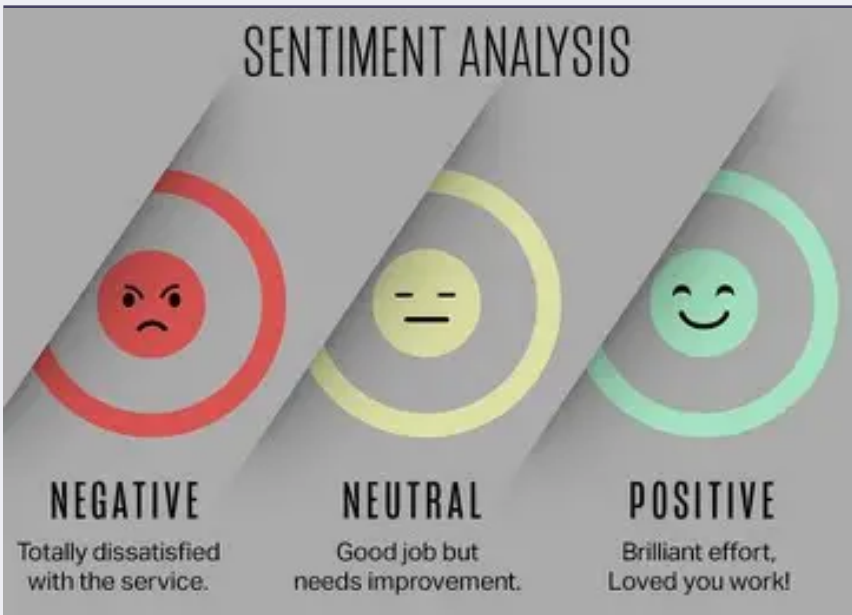 SENTIMENT ANALYSIS
NEGATIVE
Totally dissatisfied
with the service.
NEUTRAL
Good job but
needs improvement.
POSITIVE
Brilliant effort,
Loved you work!